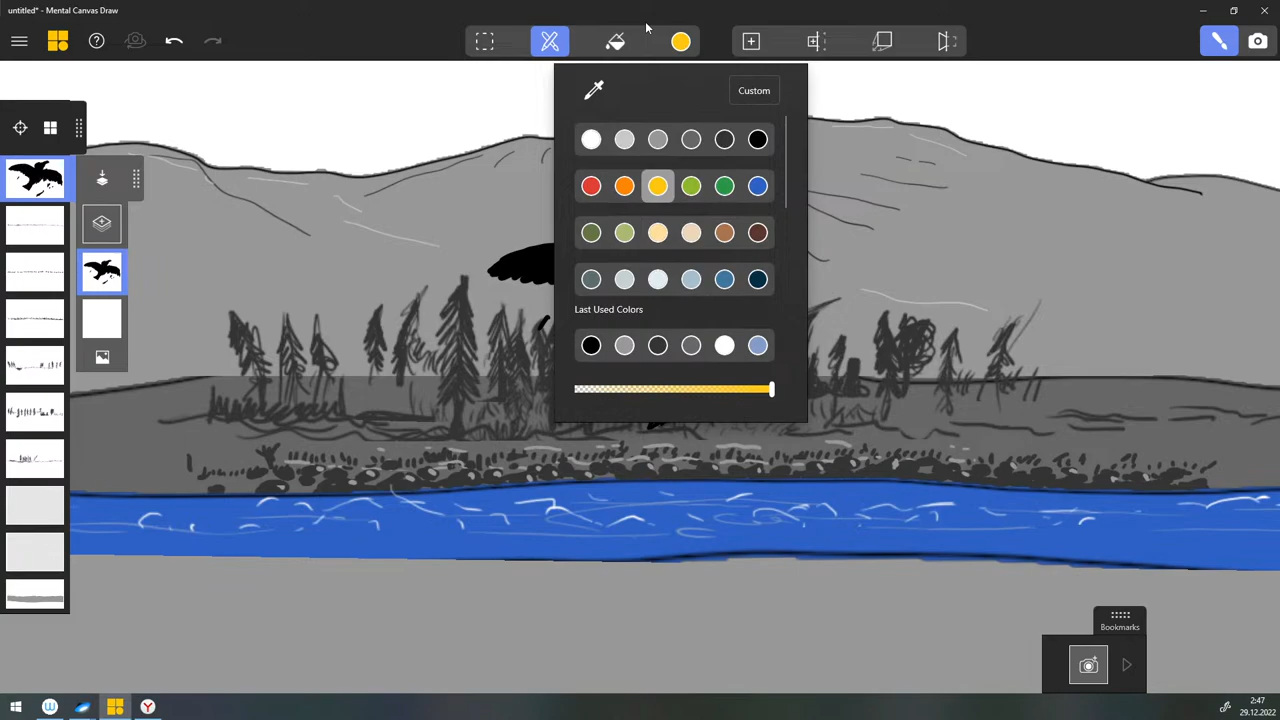 untitled* - Mental Canvas Draw
Custom
Last Used Colors
Bookmarks
2:47
29.12.2022